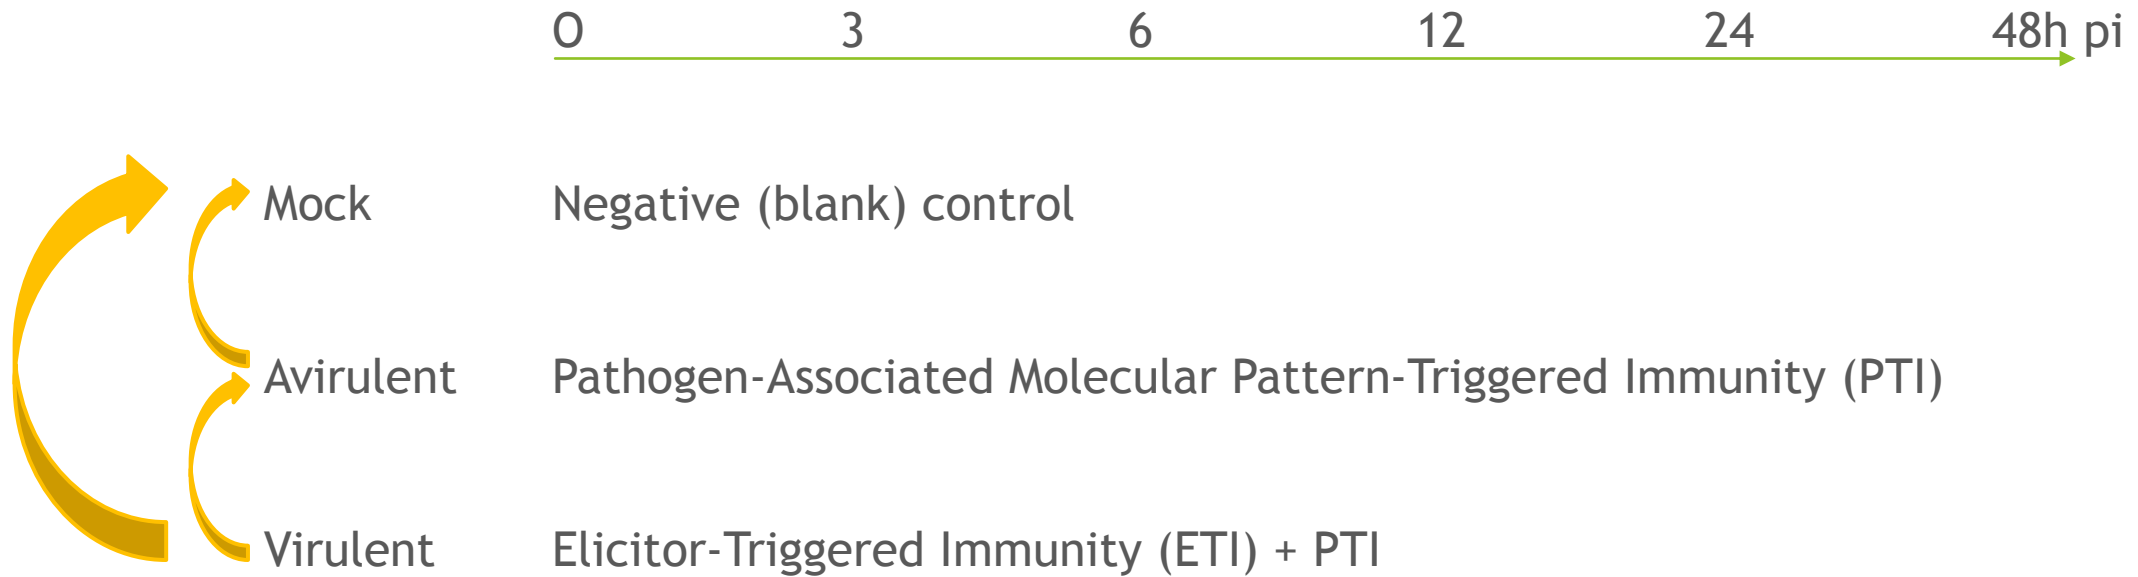 O 3 6 12 24 48h pi
Mock Negative (blank) control
Avirulent Pathogen-Associated Molecular Pattern-Triggered Immunity (PTI)
Virulent Elicitor-Triggered Immunity (ETI) + PTI